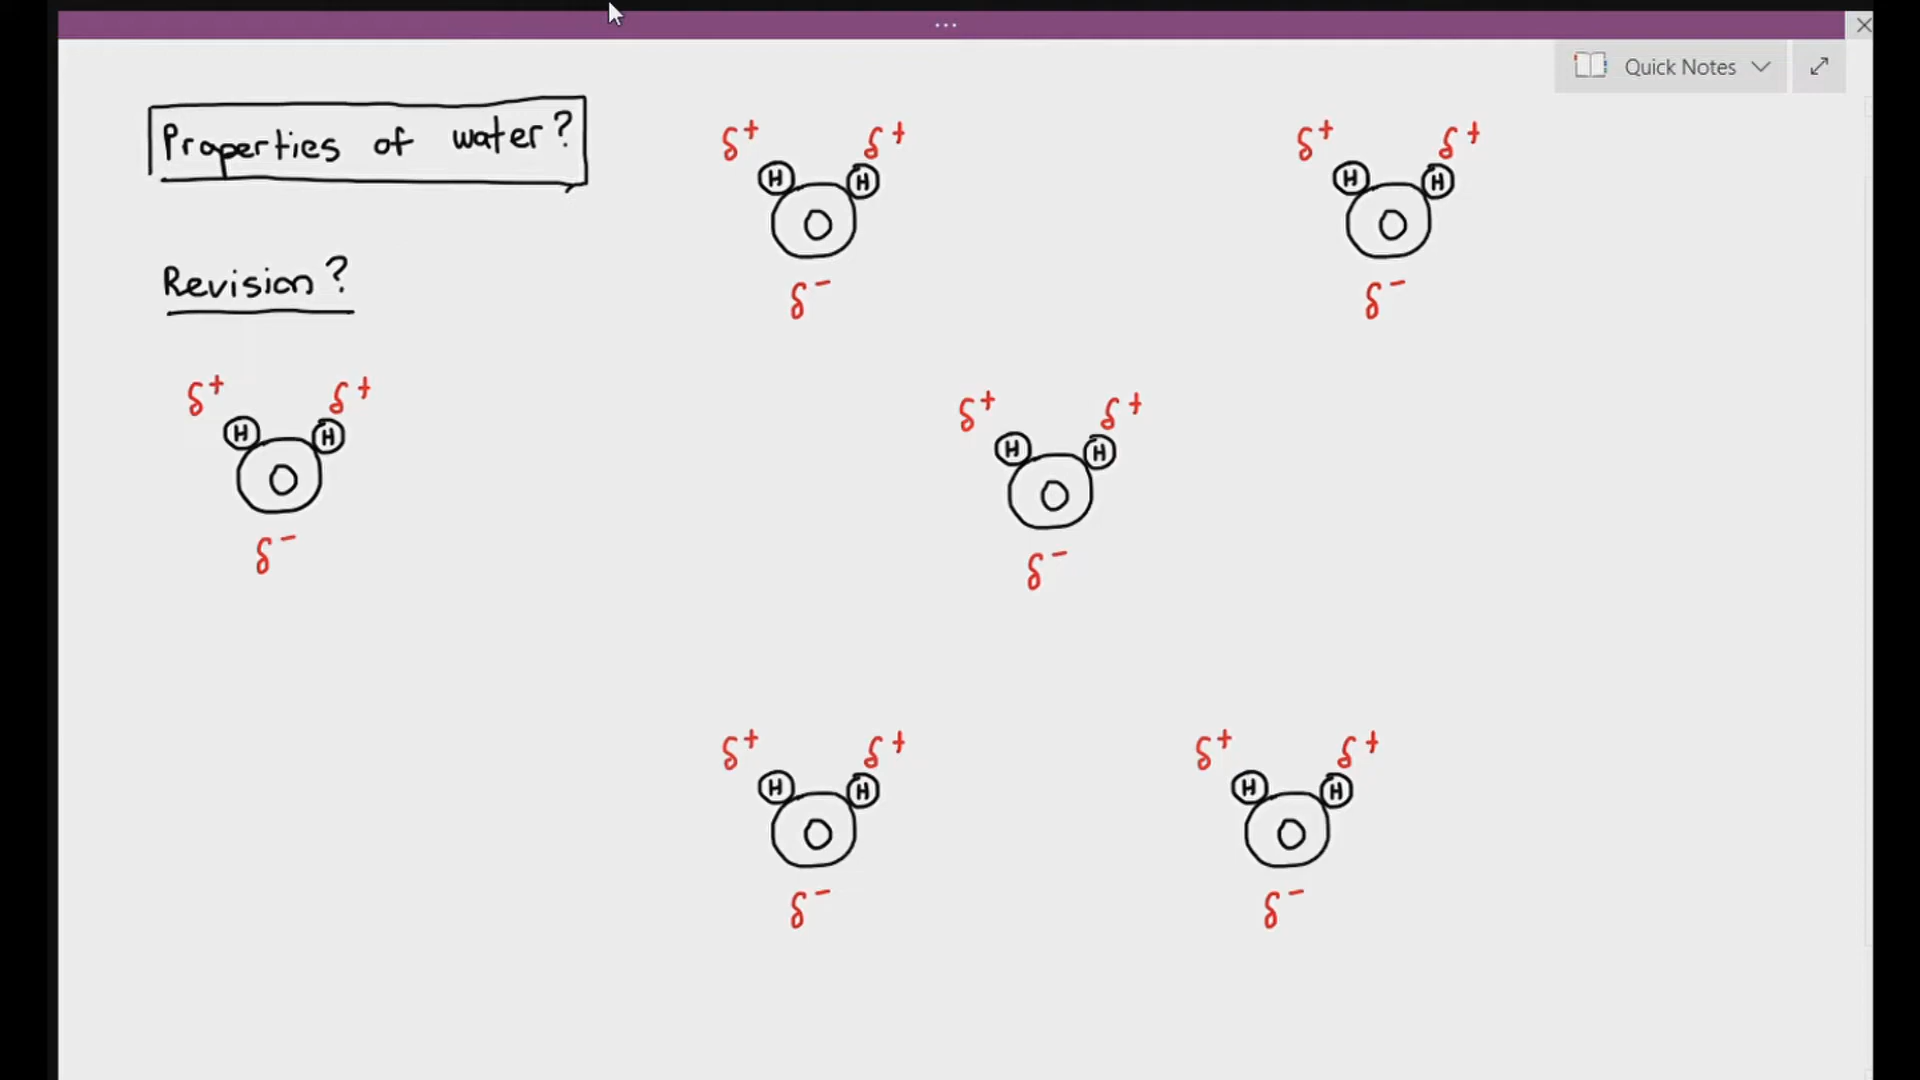 Quick Notes
Properties of water?
Revision?
δ+ δ+
H H
O
δ-
δ+ δ+
H H
O
δ-
δ+ δ+
H H
O
δ-
δ+ δ+
H H
O
δ-
δ+ δ+
H H
O
δ-
δ+ δ+
H H
O
δ-